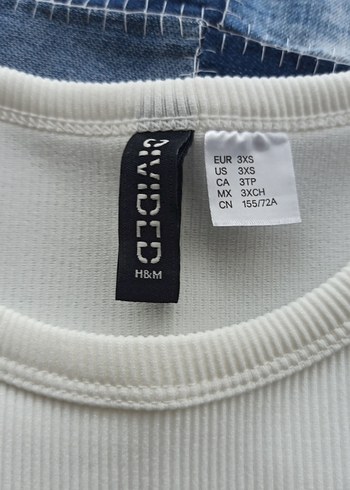 DIVIDED
H&M
EUR 3XS
US 3XS
CA 3TP
MX 3XCH
CN 155/72A